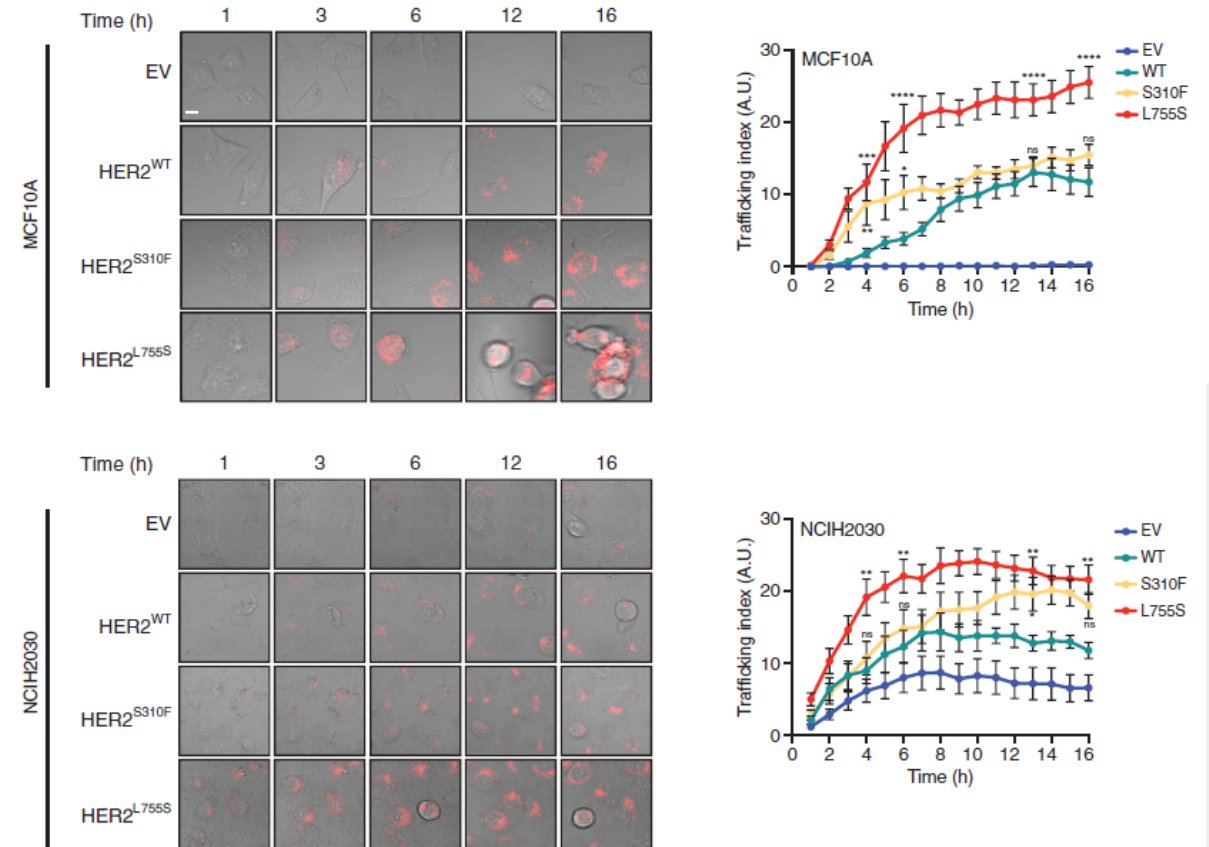 Time (h) 1 3 6 12 16
MCF10A
EV
HER2WT
HER2S310F
HER2L755S
Trafficking index (A.U.)
30
20
10
0
MCF10A
****
****
****
***
*
**
ns
ns
0 2 4 6 8 10 12 14 16
Time (h)
EV
WT
S310F
L755S
Time (h) 1 3 6 12 16
NCIH2030
EV
HER2WT
HER2S310F
HER2L755S
Trafficking index (A.U.)
30
20
10
0
NCIH2030
**
**
**
**
ns
ns
*
ns
0 2 4 6 8 10 12 14 16
Time (h)
EV
WT
S310F
L755S